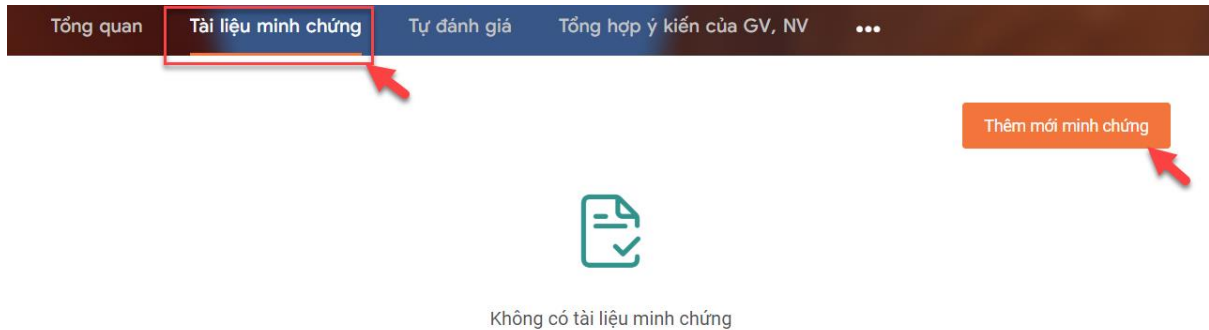 Tổng quan Tài liệu minh chứng Tự đánh giá Tổng hợp ý kiến của GV, NV •••
Thêm mới minh chứng
Không có tài liệu minh chứng